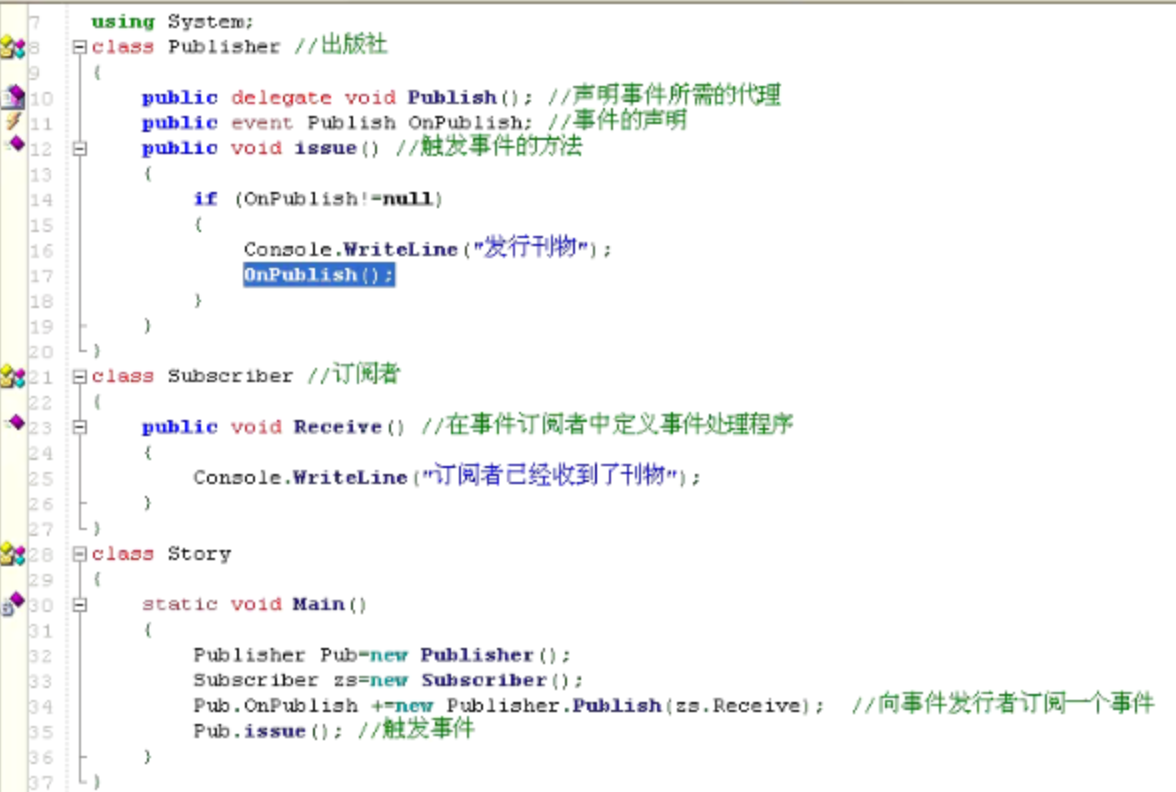 7 using System;
8 class Publisher //出版社
9 {
10 public delegate void Publish(); //声明事件所需的代理
11 public event Publish OnPublish; //事件的声明
12 public void issue() //触发事件的方法
13 {
14 if (OnPublish!=null)
15 {
16 Console.WriteLine("发行刊物");
17 OnPublish();
18 }
19 }
20 }
21 class Subscriber //订阅者
22 {
23 public void Receive() //在事件订阅者中定义事件处理程序
24 {
25 Console.WriteLine("订阅者已经收到了刊物");
26 }
27 }
28 class Story
29 {
30 static void Main()
31 {
32 Publisher Pub=new Publisher();
33 Subscriber zs=new Subscriber();
34 Pub.OnPublish +=new Publisher.Publish(zs.Receive); //向事件发行者订阅一个事件
35 Pub.issue(); //触发事件
36 }
37 }